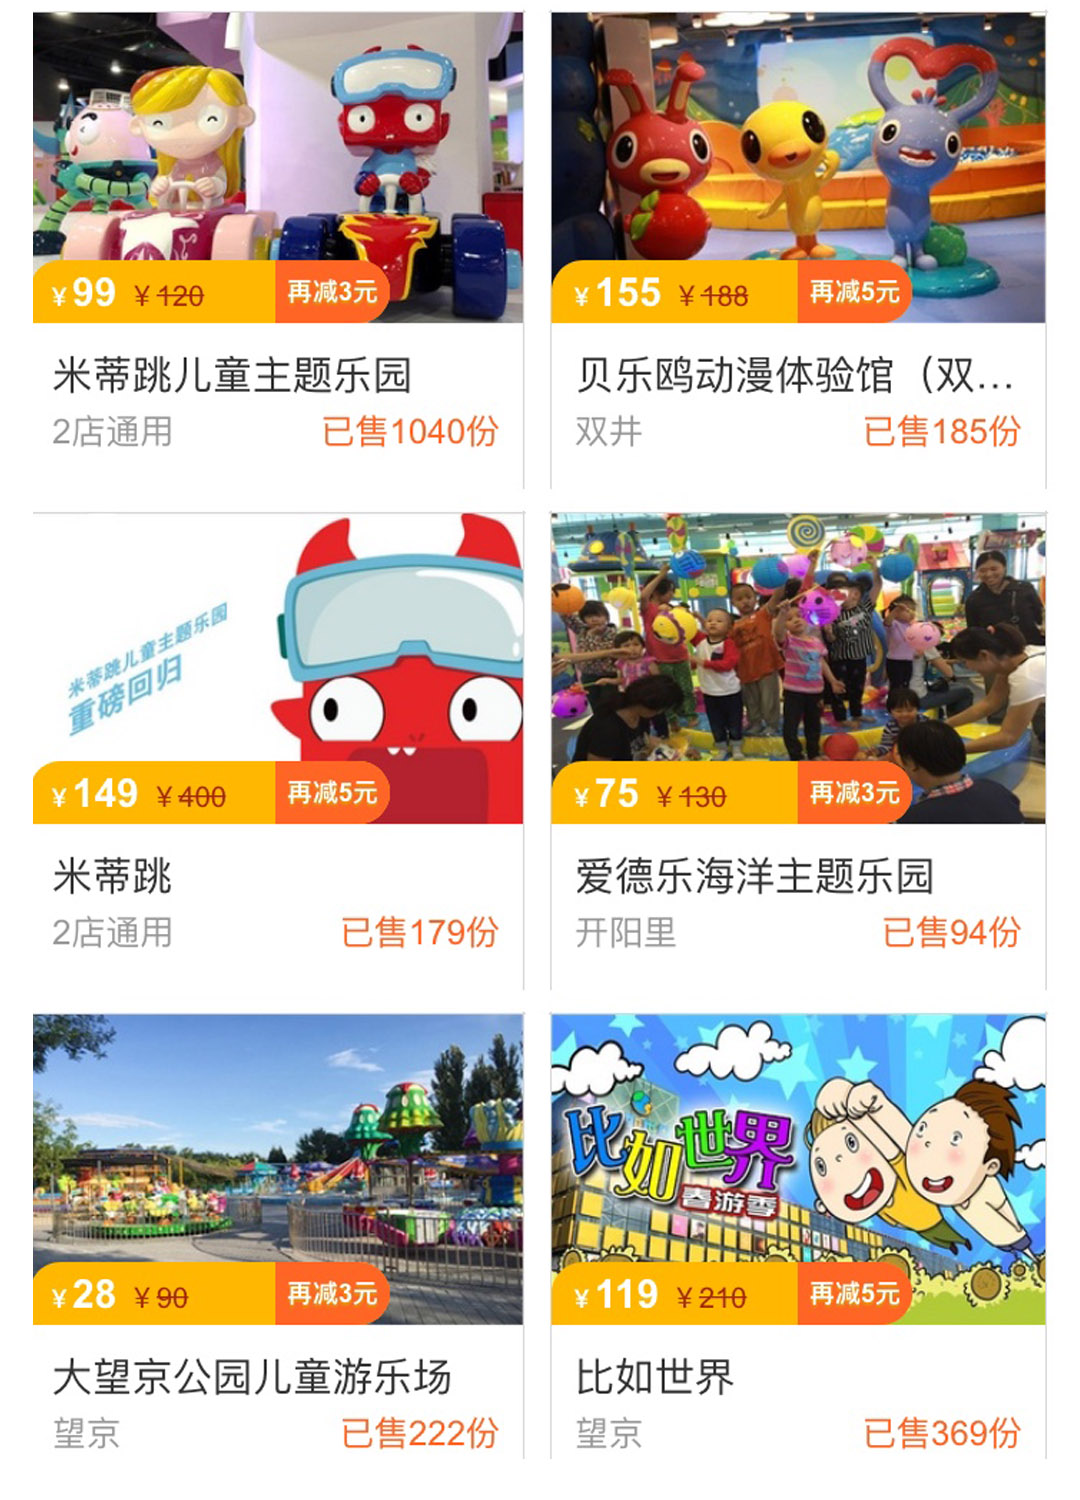 ¥99 ¥120 再减3元
米蒂跳儿童主题乐园
2店通用 已售1040份
¥155 ¥188 再减5元
贝乐鸥动漫体验馆（双...
双井 已售185份
米蒂跳儿童主题乐园
重磅回归
¥149 ¥400 再减5元
米蒂跳
2店通用 已售179份
¥75 ¥130 再减3元
爱德乐海洋主题乐园
开阳里 已售94份
¥28 ¥90 再减3元
大望京公园儿童游乐场
望京 已售222份
比如世界
春游季
¥119 ¥210 再减5元
比如世界
望京 已售369份